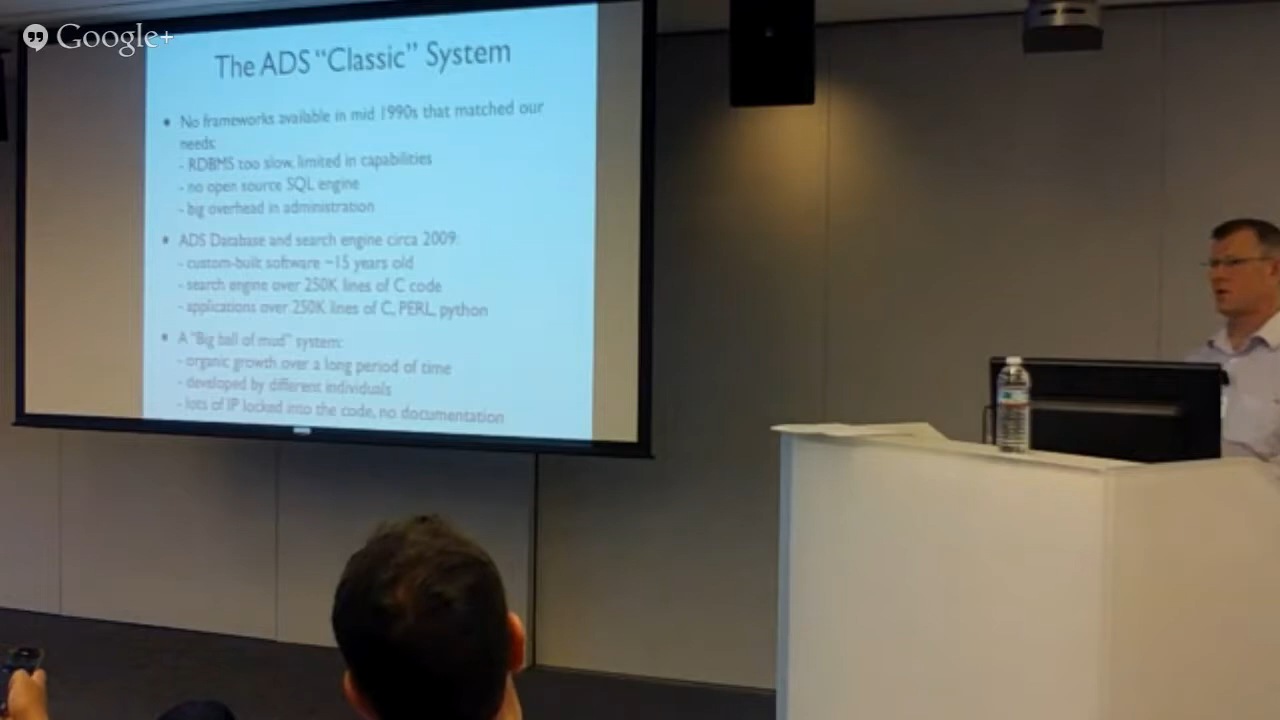 Google+
The ADS “Classic” System
• No frameworks available in mid 1990s that matched our
needs:
- RDBMS too slow, limited in capabilities
- no open source SQL engine
- big overhead in administration
• ADS Database and search engine circa 2009:
- custom-built software ~15 years old
- search engine over 250K lines of C code
- applications over 250K lines of C, PERL, python
• A “Big ball of mud” system:
- organic growth over a long period of time
- developed by different individuals
- lots of IP locked into the code, no documentation